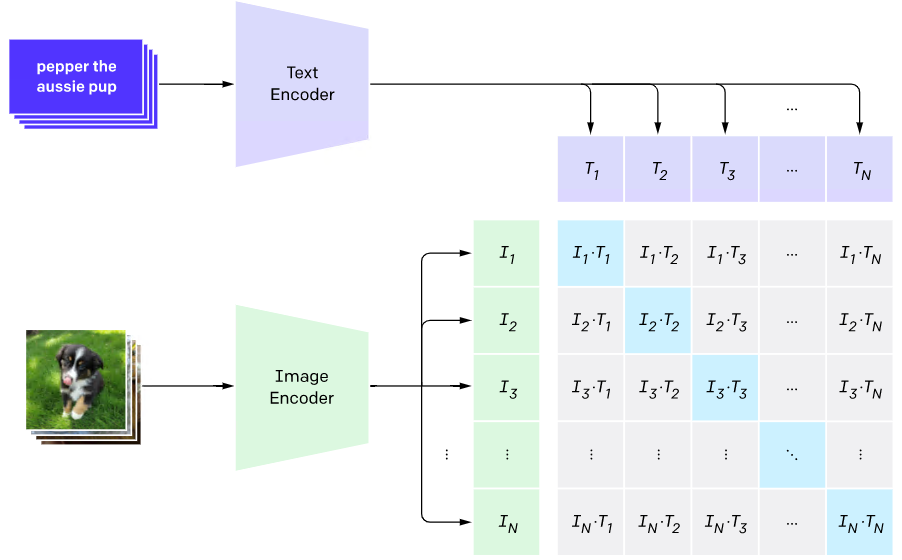 pepper the
aussie pup
Text
Encoder
...
T1 T2 T3 ... TN
I1 I1·T1 I1·T2 I1·T3 ... I1·TN
I2 I2·T1 I2·T2 I2·T3 ... I2·TN
Image
Encoder
I3 I3·T1 I3·T2 I3·T3 ... I3·TN
⋮ ⋮ ⋮ ⋮ ⋮ ⋱ ⋮
IN IN·T1 IN·T2 IN·T3 ... IN·TN